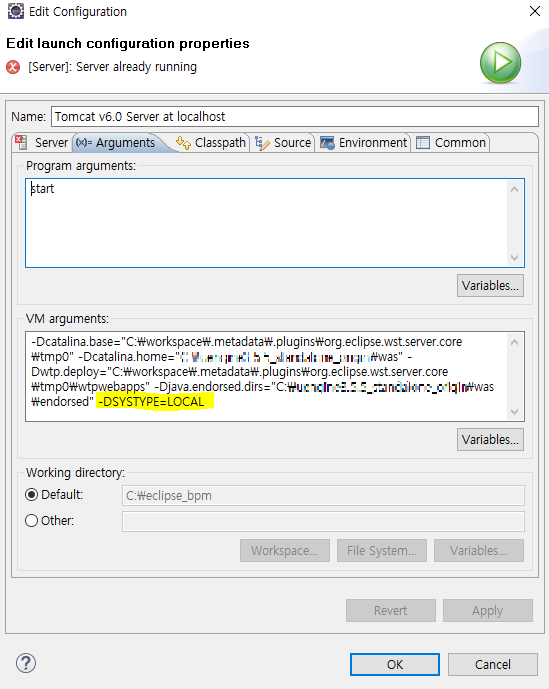 Edit Configuration
Edit launch configuration properties
[Server]: Server already running
Name: Tomcat v6.0 Server at localhost
Server (x)= Arguments Classpath Source Environment Common
Program arguments:
start
Variables...
VM arguments:
-Dcatalina.base="C:₩workspace₩.metadata₩.plugins₩org.eclipse.wst.server.core
₩tmp0" -Dcatalina.home="₩was" -
Dwtp.deploy="C:₩workspace₩.metadata₩.plugins₩org.eclipse.wst.server.core
₩tmp0₩wtpwebapps" -Djava.endorsed.dirs="C:₩was
₩endorsed" -DSYSTYPE=LOCAL
Variables...
Working directory:
Default: C:₩eclipse_bpm
Other:
Workspace... File System... Variables...
Revert Apply
? OK Cancel